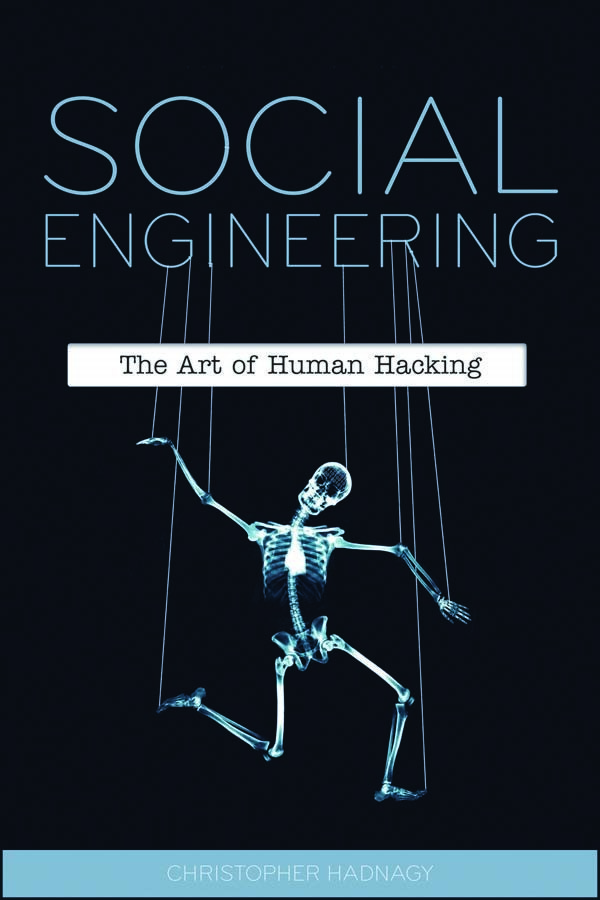 SOCIAL
ENGINEERING
The Art of Human Hacking
CHRISTOPHER HADNAGY